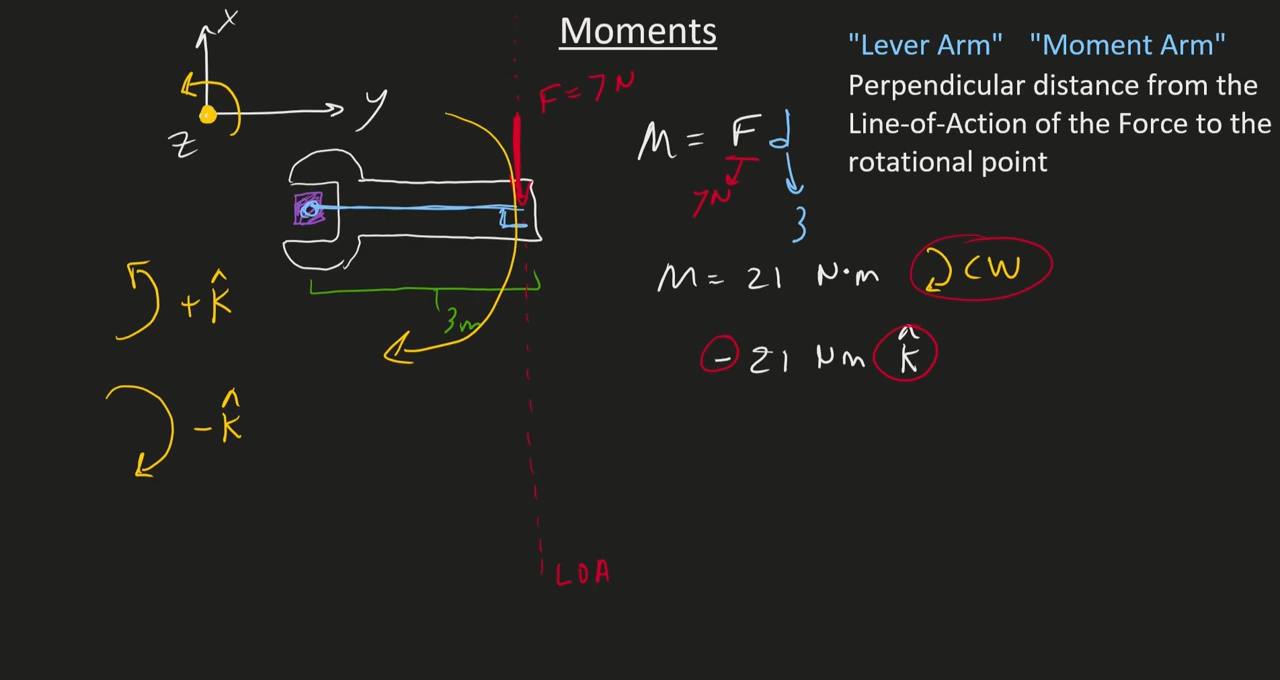 Moments
"Lever Arm" "Moment Arm"
Perpendicular distance from the
Line-of-Action of the Force to the
rotational point
x
y
z
F = 7N
M = Fd
7N
3
M = 21 N·m CW
- 21 Nm k̂
3m
+ k̂
- k̂
LOA